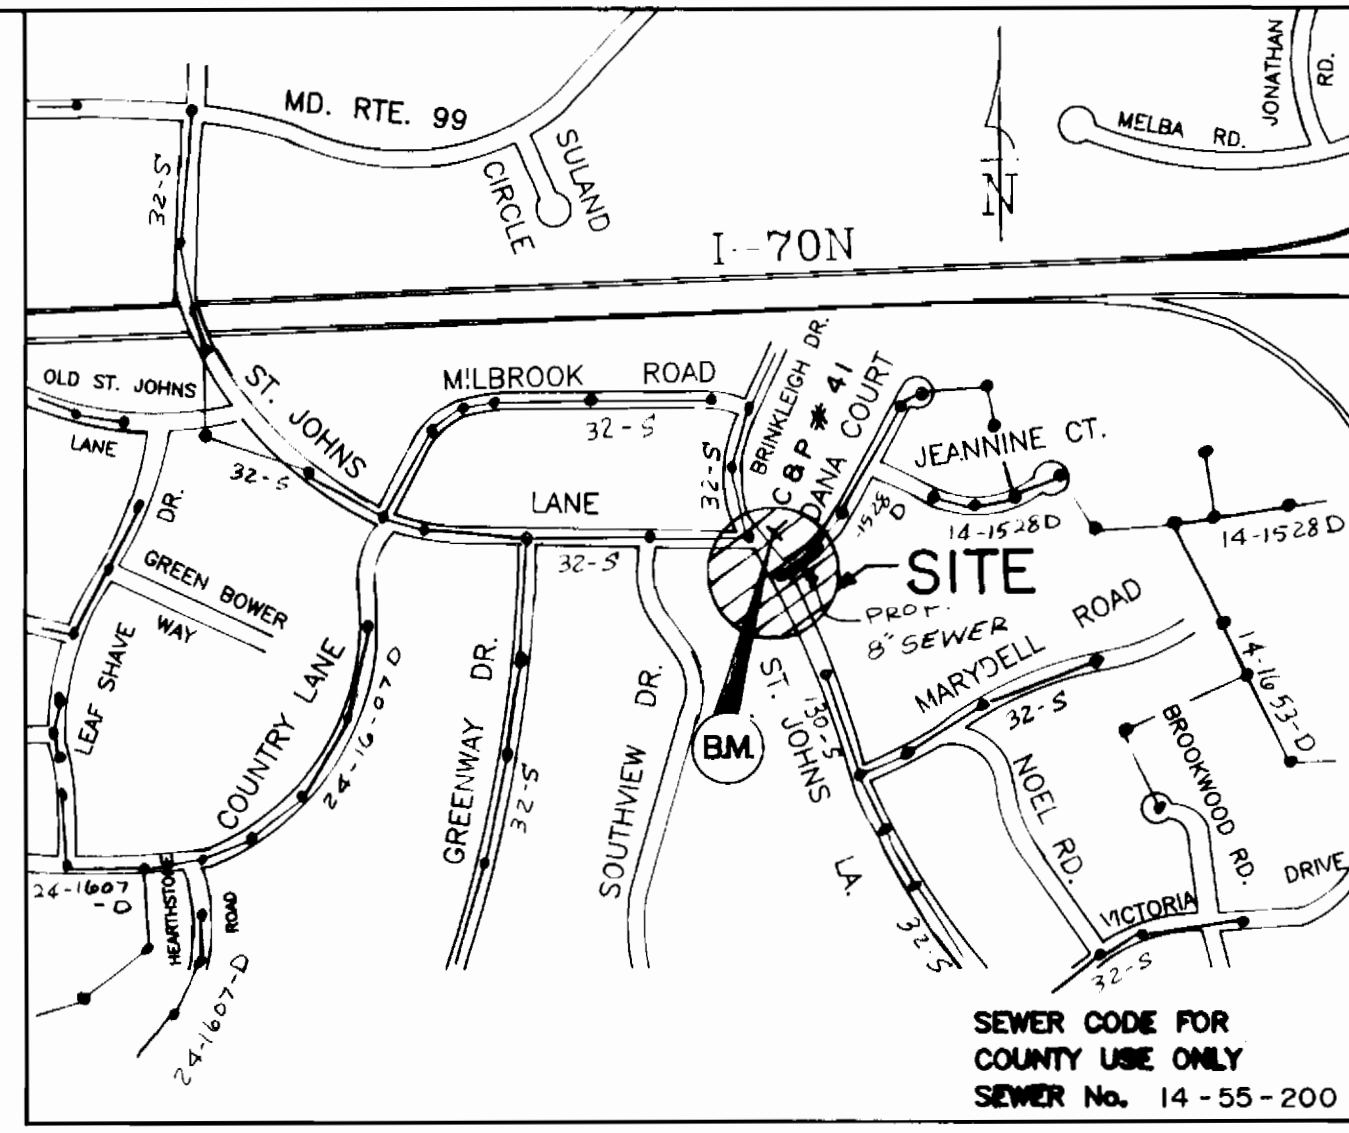 JONATHAN
RD.
MD. RTE. 99
MELBA RD.
SULAND
CIRCLE
32-S
N
I-70N
OLD ST. JOHNS
LANE
ST. JOHNS
LANE
MILBROOK ROAD
32-S
BRINKLEIGH DR.
C&P # 41
DANA COURT
JEANNINE CT.
32-S
32-S
32-S
-1528
D
14-1528D
14-1528D
DR.
LEAF SHAVE
GREEN BOWER
WAY
SITE
PROP.
8" SEWER
MARYDELL ROAD
32-S
COUNTRY LANE
24-16-07D
GREENWAY DR.
32-S
SOUTHVIEW DR.
B.M.
ST. JOHNS
LA.
130-S
32-S
14-1653-D
BROOKWOOD RD.
NOEL RD.
VICTORIA DRIVE
32-S
24-1607
-D
HEARTHSTONE
ROAD
24-1607-D
SEWER CODE FOR
COUNTY USE ONLY
SEWER No. 14-55-200